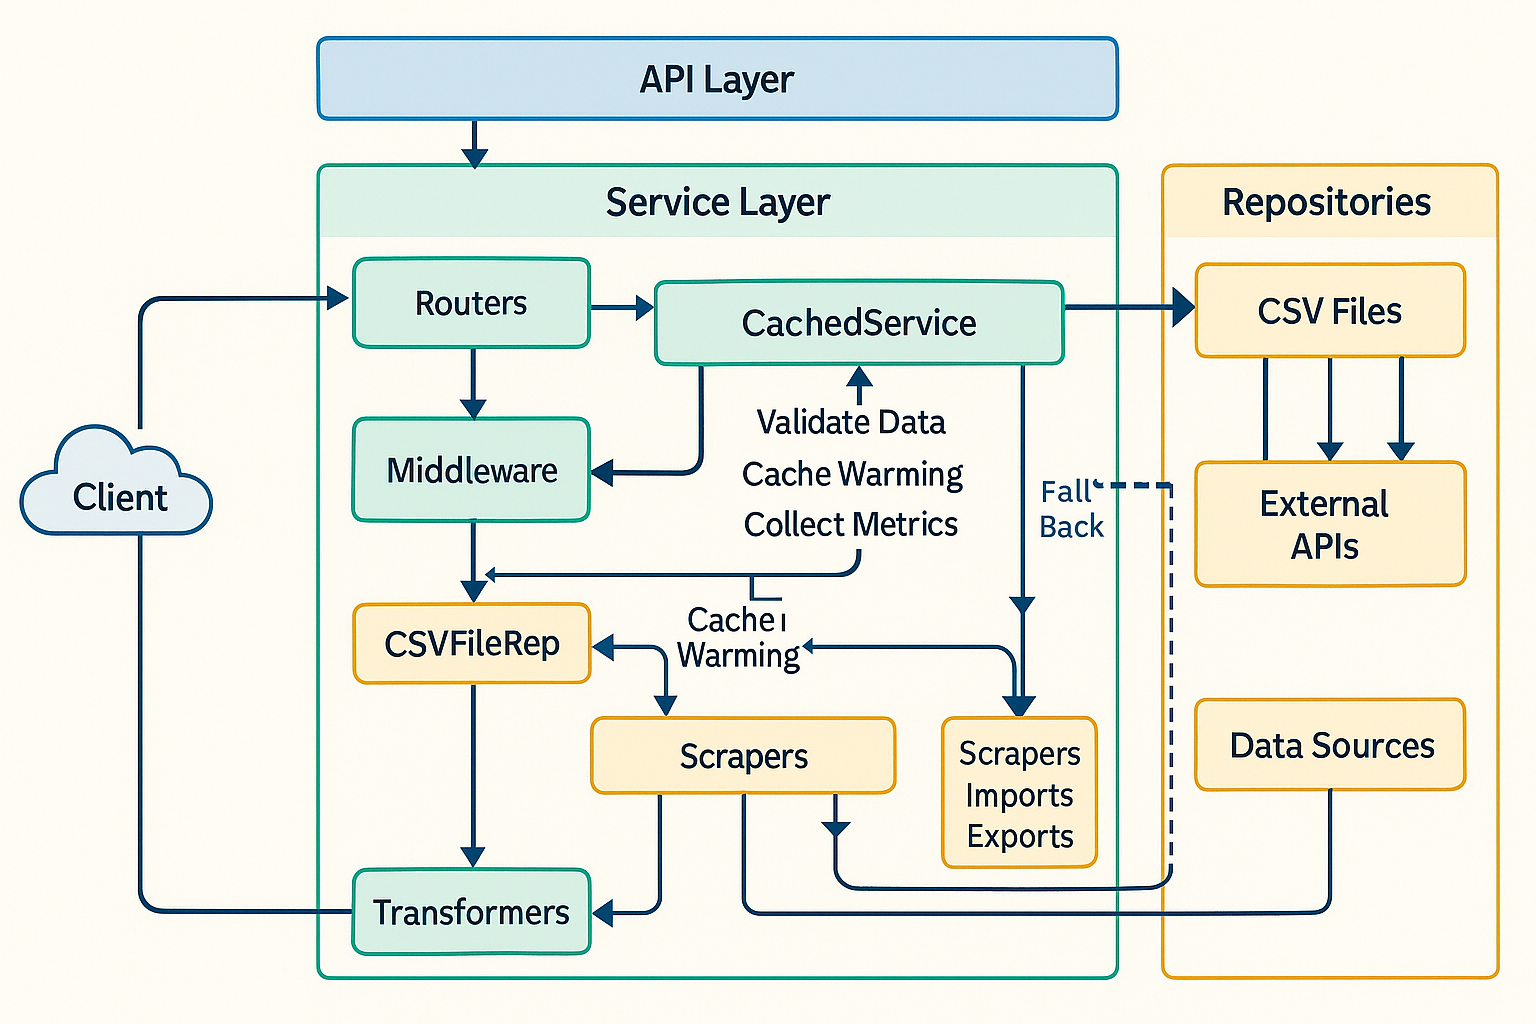 API Layer
Service Layer
Repositories
Routers
CachedService
CSV Files
Validate Data
Middleware
Cache Warming
Collect Metrics
Client
Fall
Back
External
APIs
CSVFileRep
Cache
Warming
Scrapers
Scrapers
Imports
Exports
Data Sources
Transformers